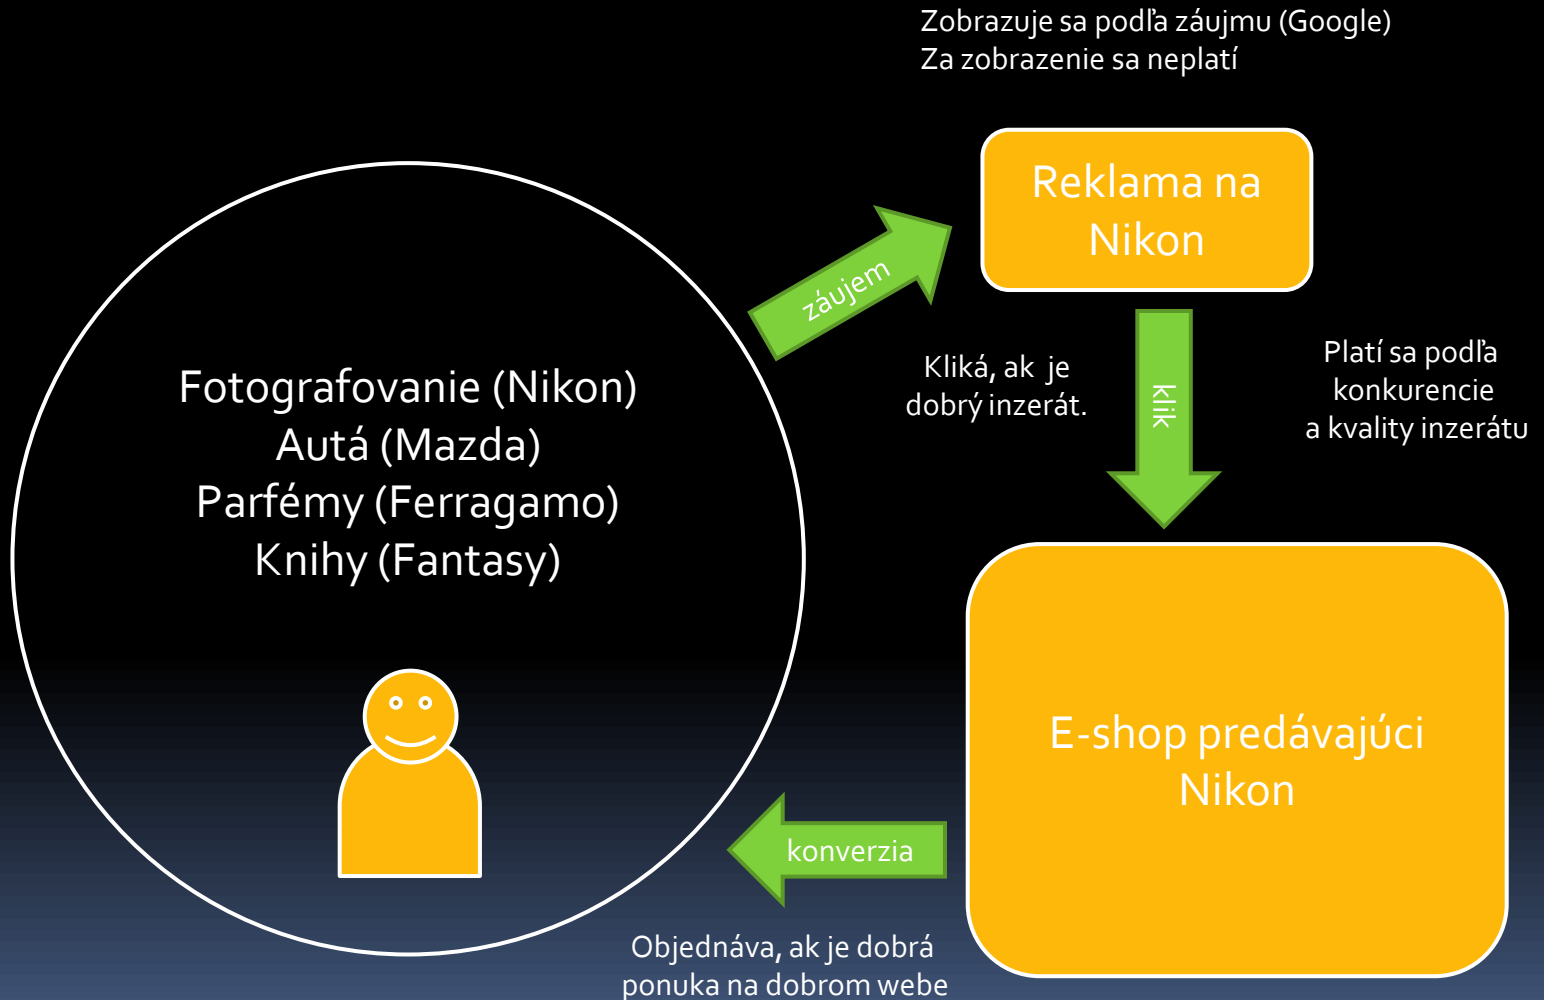 Zobrazuje sa podľa záujmu (Google)
Za zobrazenie sa neplatí
Reklama na
Nikon
záujem
Fotografovanie (Nikon)
Autá (Mazda)
Parfémy (Ferragamo)
Knihy (Fantasy)
Kliká, ak je
dobrý inzerát.
klik
Platí sa podľa
konkurencie
a kvality inzerátu
E-shop predávajúci
Nikon
konverzia
Objednáva, ak je dobrá
ponuka na dobrom webe